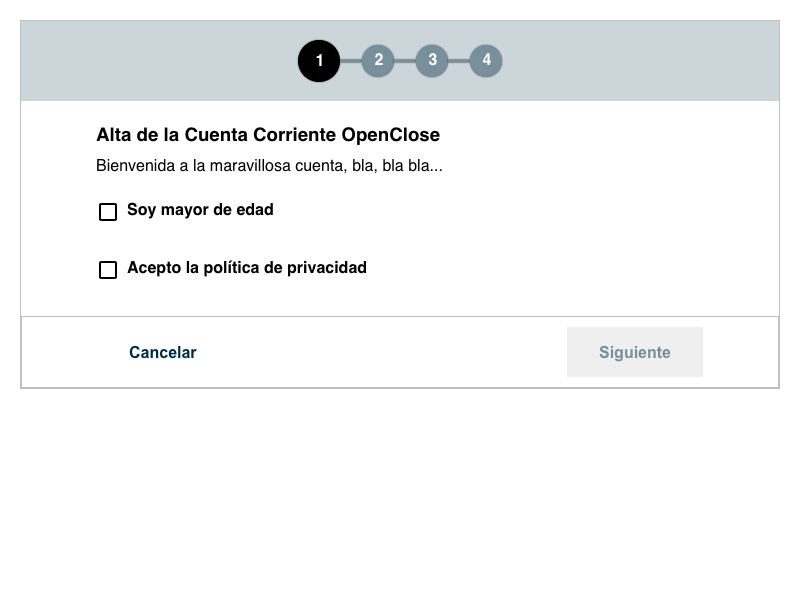 1 2 3 4
Alta de la Cuenta Corriente OpenClose
Bienvenida a la maravillosa cuenta, bla, bla bla...
Soy mayor de edad
Acepto la política de privacidad
Cancelar Siguiente